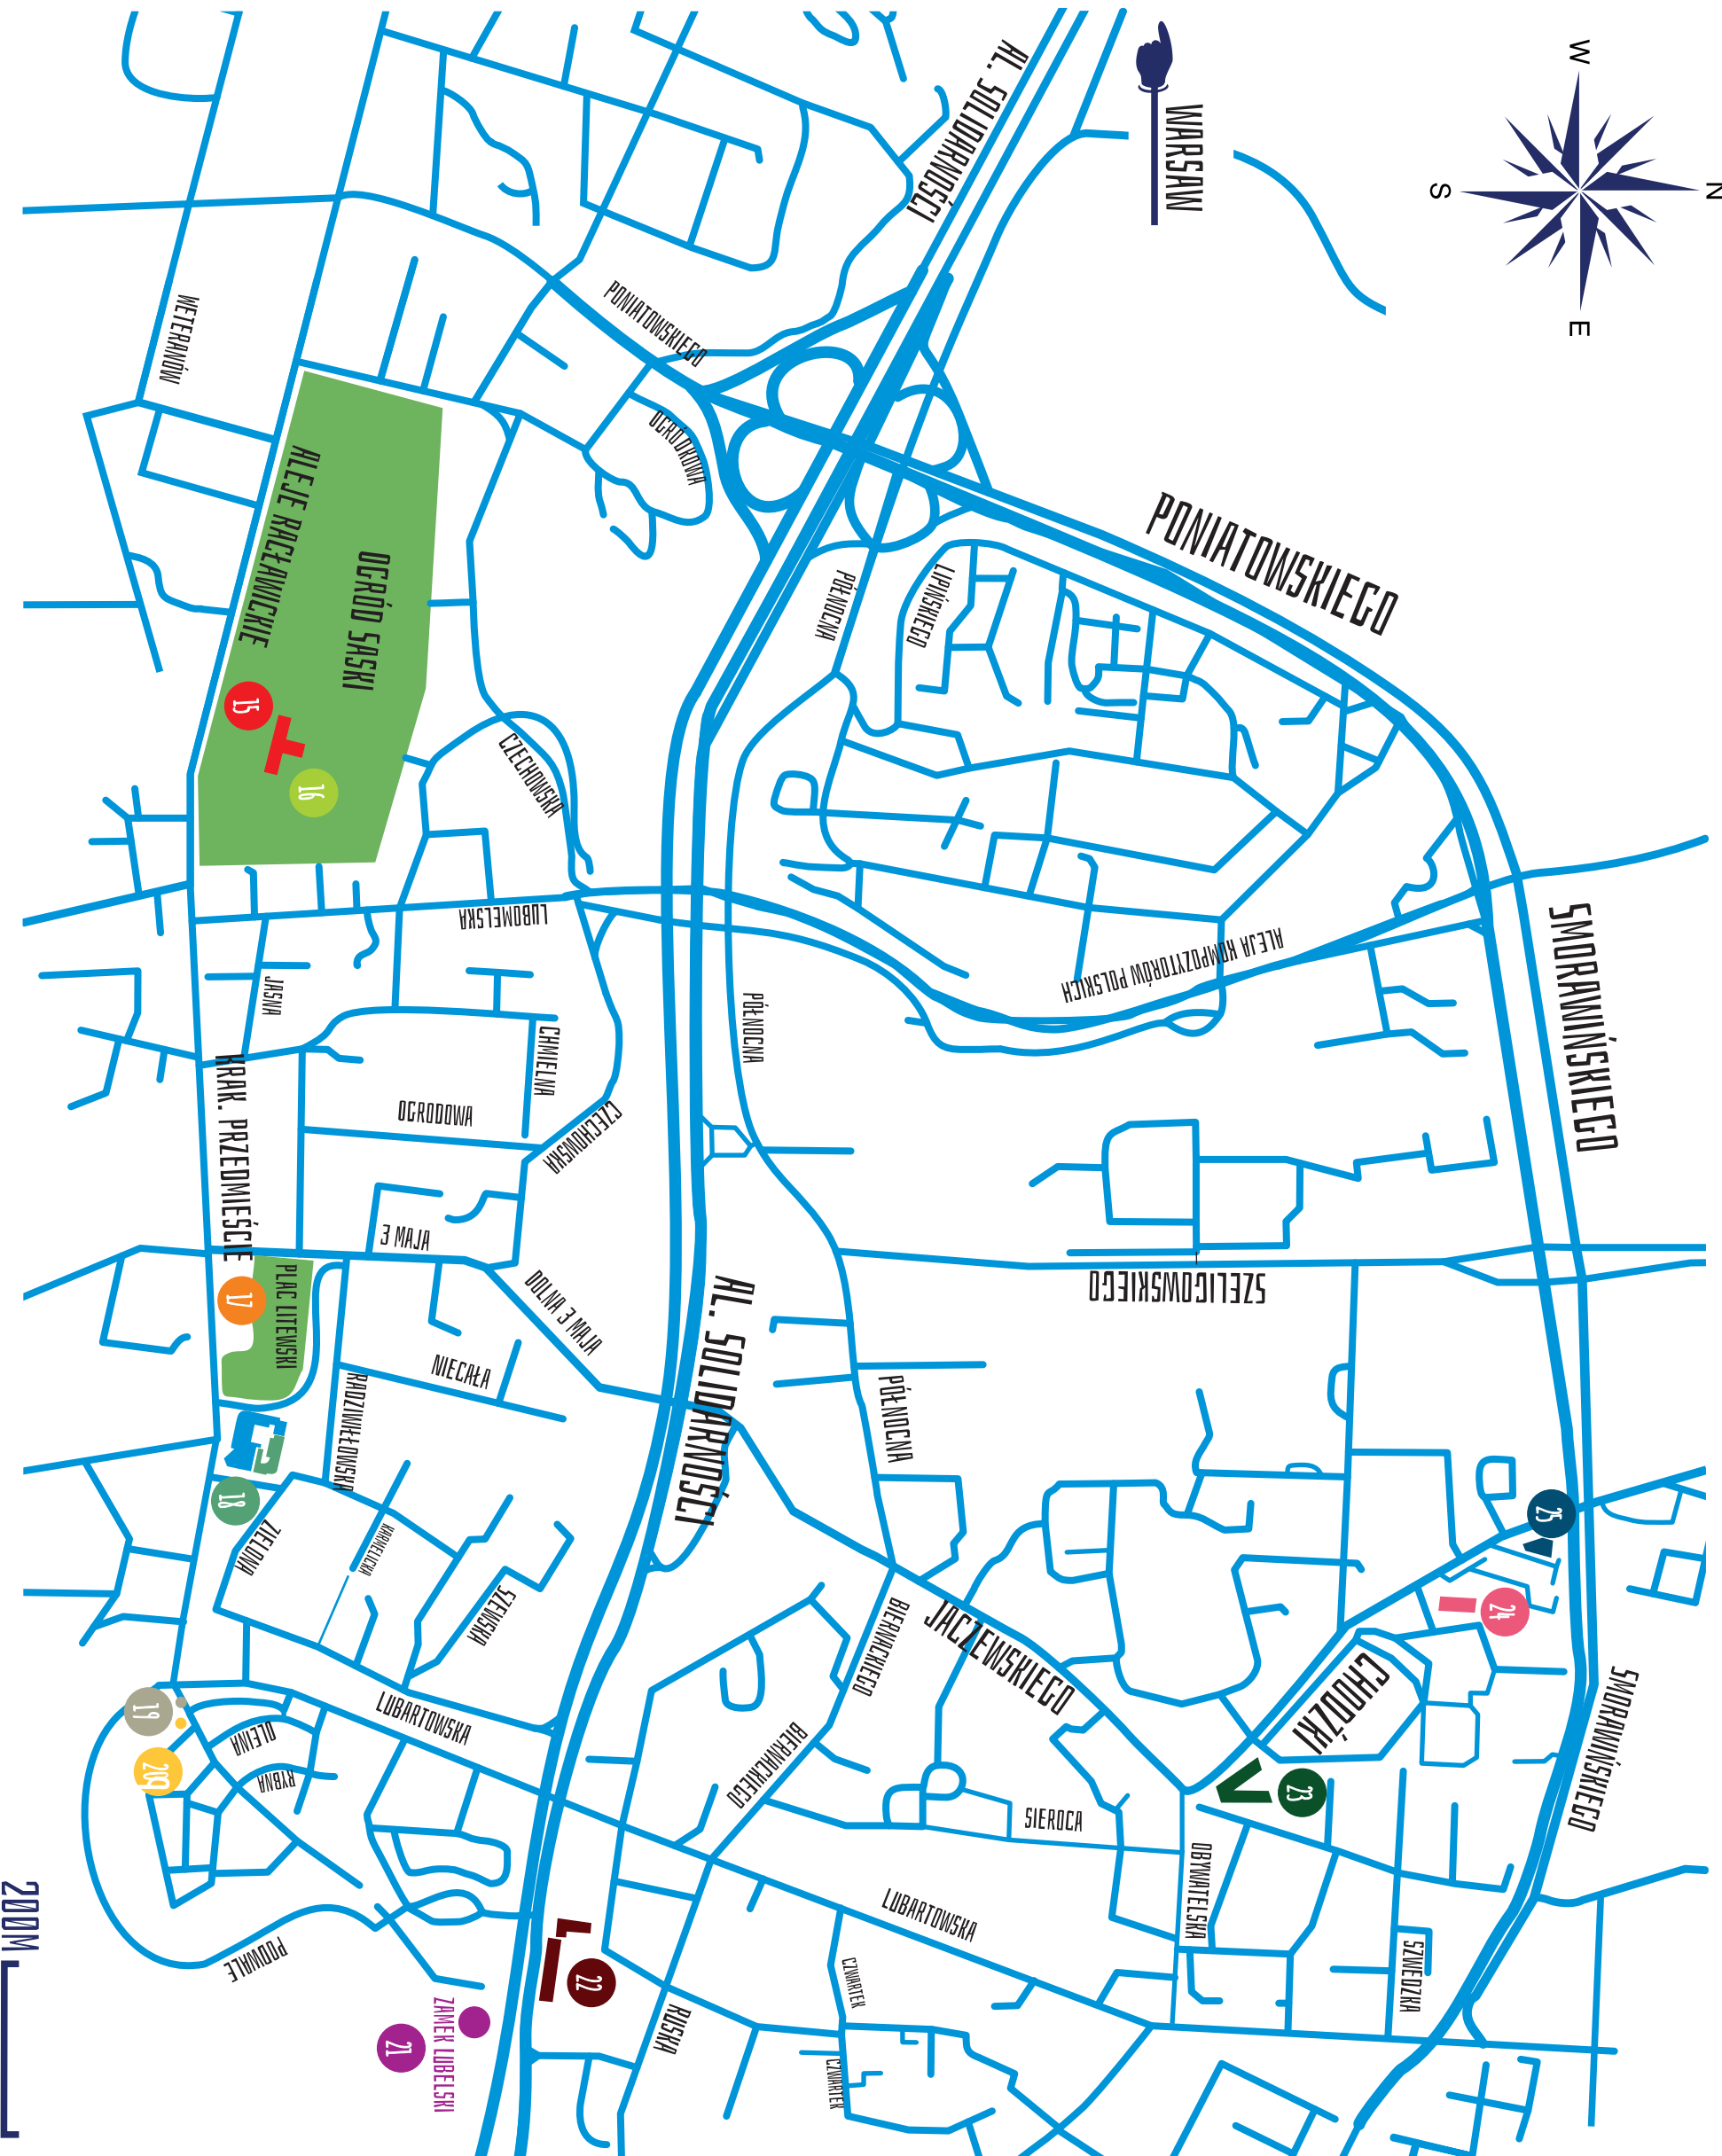 W
N
S
E
WARSAW
AL. SOLIDARNOŚCI
PONIATOWSKIEGO
WETERANÓW
OGRÓDKOWA
PONIATOWSKIEGO
ALEJE RACŁAWICKIE
OGRÓD SASKI
PÓŁNOCNA
LIPIŃSKIEGO
15
16
CZECHOWSKA
LUBOMELSKA
ALEJA KOMPOZYTORÓW POLSKICH
SMORAWIŃSKIEGO
JASNA
CHMIELNA
PÓŁNOCNA
KRAK. PRZEDMIEŚCIE
OGRODOWA
CZECHOWSKA
3 MAJA
PLAC LITEWSKI
17
DOLNA 3 MAJA
SZELIGOWSKIEGO
AL. SOLIDARNOŚCI
NIECAŁA
RADZIWIŁŁOWSKA
PÓŁNOCNA
18
ZIELONA
KARMELICKA
SZEWSKA
25
24
BIERNACKIEGO
JACZEWSKIEGO
CHODŹKI
SMORAWIŃSKIEGO
19
20
OLEJNA
RYBNA
LUBARTOWSKA
BIERNACKIEGO
SIEROCA
23
OBYWATELSKA
LUBARTOWSKA
SZWEDZKA
PODWALE
22
CZWARTEK
RUSKA
CZWARTEK
ZAMEK LUBELSKI
21
200M